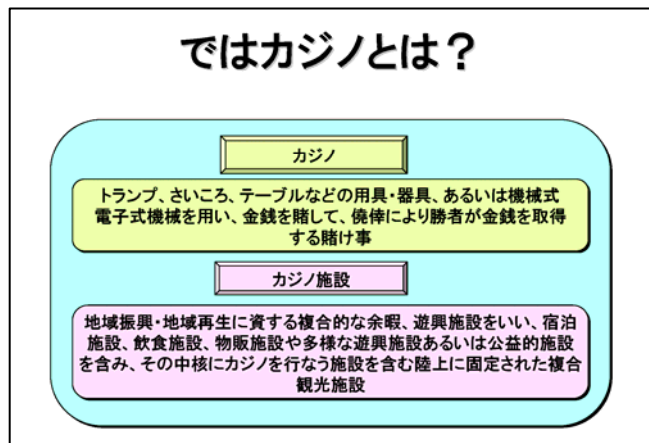 ではカジノとは？
カジノ
トランプ、さいころ、テーブルなどの用具・器具、あるいは機械式
電子式機械を用い、金銭を賭して、僥倖により勝者が金銭を取得
する賭け事
カジノ施設
地域振興・地域再生に資する複合的な余暇、遊興施設をいい、宿泊
施設、飲食施設、物販施設や多様な遊興施設あるいは公益的施設
を含み、その中核にカジノを行なう施設を含む陸上に固定された複合
観光施設